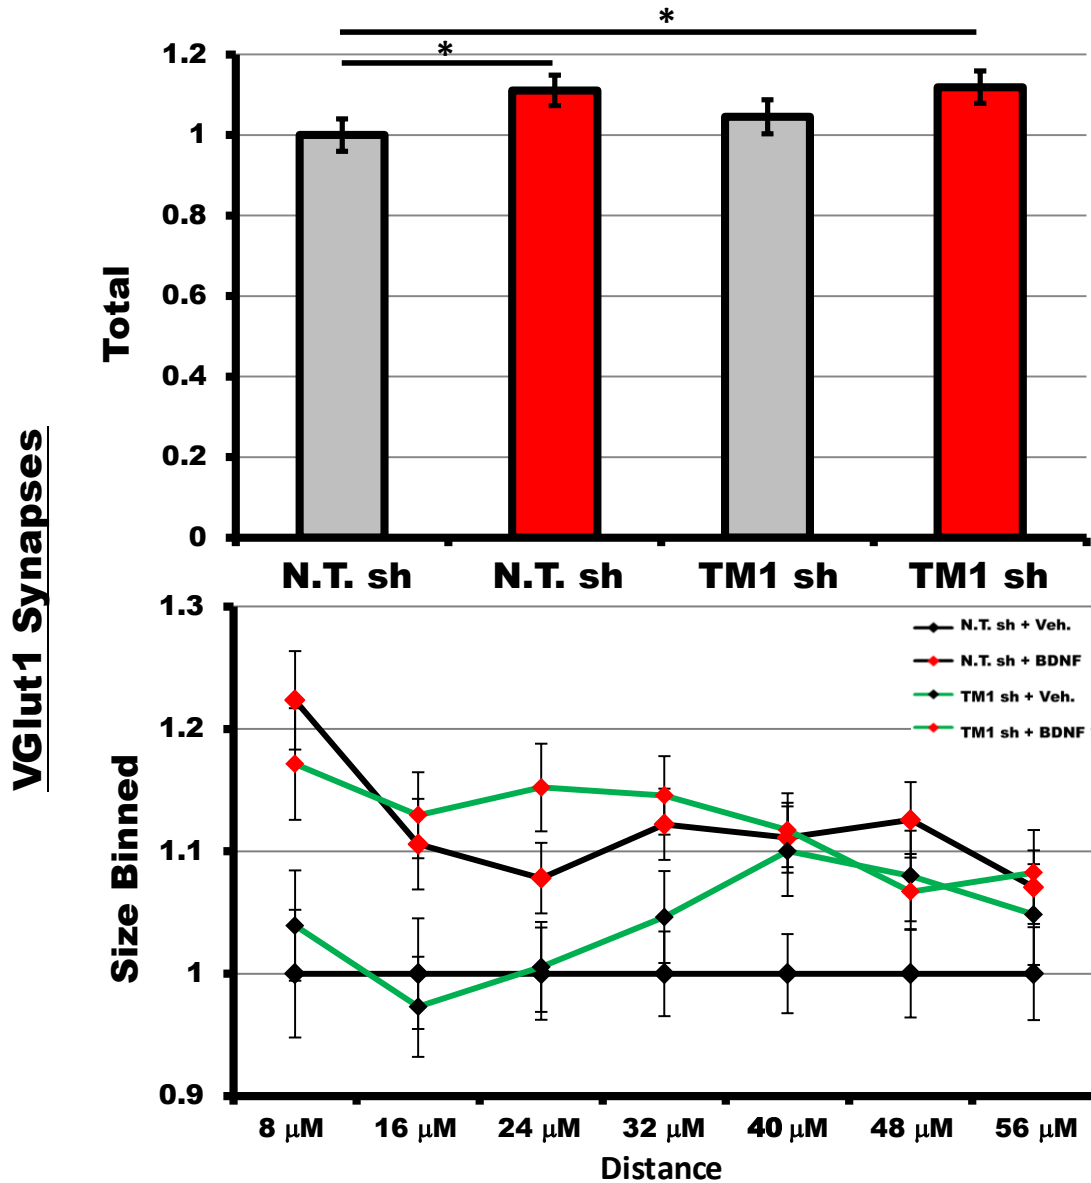 *
*
1.2
1
0.8
0.6
0.4
0.2
0
Total
N.T. sh N.T. sh TM1 sh TM1 sh
VGlut1 Synapses
1.3
1.2
1.1
1
0.9
Size Binned
N.T. sh + Veh.
N.T. sh + BDNF
TM1 sh + Veh.
TM1 sh + BDNF
8 μM 16 μM 24 μM 32 μM 40 μM 48 μM 56 μM
Distance